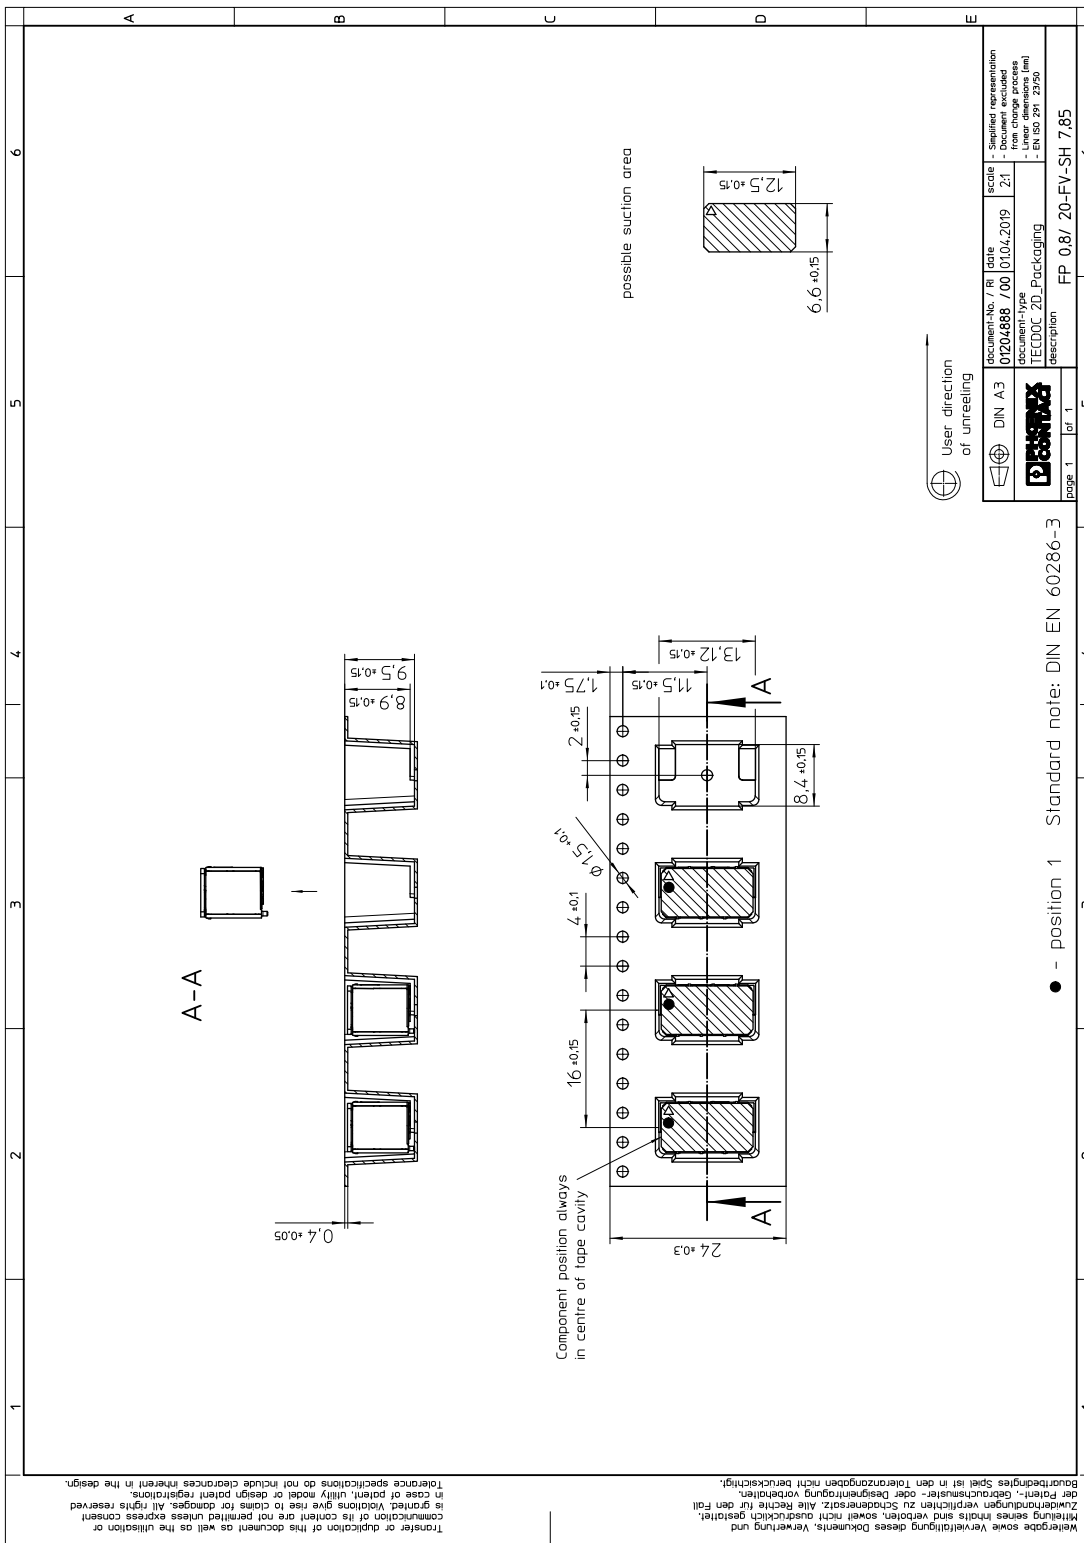 1
2
3
4
5
6
A
B
C
D
E
A-A
0,4 ±0,05
8,9 ±0,15
9,5 ±0,15
possible suction area
12,5 ±0,15
6,6 ±0,15
Component position always
in centre of tape cavity
16 ±0,15
4 ±0,1
Ø 1,5 +0,1
2 ±0,15
1,75 ±0,1
11,5 ±0,15
13,12 ±0,15
8,4 ±0,15
24 ±0,3
A
A
User direction
of unreeling
● - position 1
Standard note: DIN EN 60286-3
DIN A3
PHOENIX
CONTACT
page 1
of 1
document-No. / RI
01204888 / 00
date
01.04.2019
scale
2:1
- Simplified representation
- Document excluded
from change process
- Linear dimensions [mm]
- EN ISO 291 23/50
document-type
TECDOC 2D_Packaging
description
FP 0,8/ 20-FV-SH 7,85
Transfer or duplication of this document as well as the utilisation or
communication of its content are not permitted unless express consent
is granted. Violations give rise to claims for damages. All rights reserved
in case of patent, utility model or design patent registrations.
Tolerance specifications do not include clearances inherent in the design.
Weitergabe sowie Vervielfältigung dieses Dokuments, Verwertung und
Mitteilung seines Inhalts sind verboten, soweit nicht ausdrücklich gestattet.
Zuwiderhandlungen verpflichten zu Schadenersatz. Alle Rechte für den Fall
der Patent-, Gebrauchsmuster- oder Designeintragung vorbehalten.
Bauartbedingtes Spiel ist in den Toleranzangaben nicht berücksichtigt.